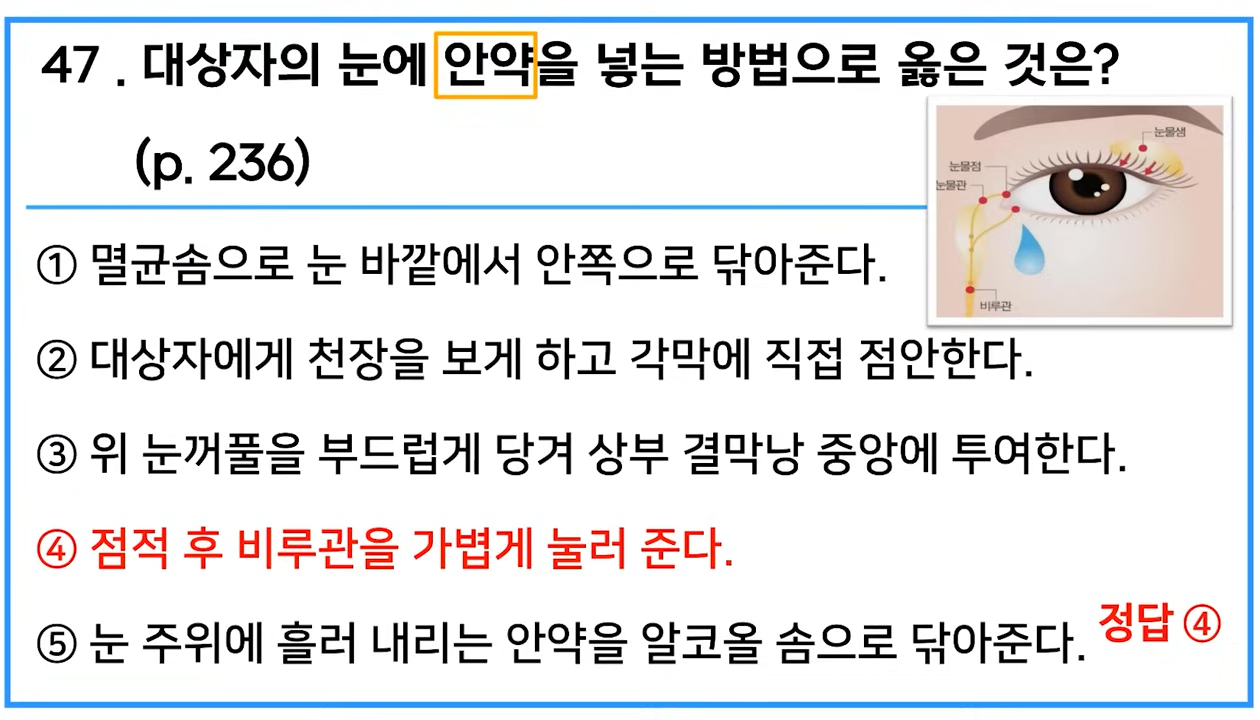 47 . 대상자의 눈에 안약을 넣는 방법으로 옳은 것은?
(p. 236)
눈물샘
눈물점
눈물관
비루관
① 멸균솜으로 눈 바깥에서 안쪽으로 닦아준다.
② 대상자에게 천장을 보게 하고 각막에 직접 점안한다.
③ 위 눈꺼풀을 부드럽게 당겨 상부 결막낭 중앙에 투여한다.
④ 점적 후 비루관을 가볍게 눌러 준다.
⑤ 눈 주위에 흘러 내리는 안약을 알코올 솜으로 닦아준다.
정답 ④